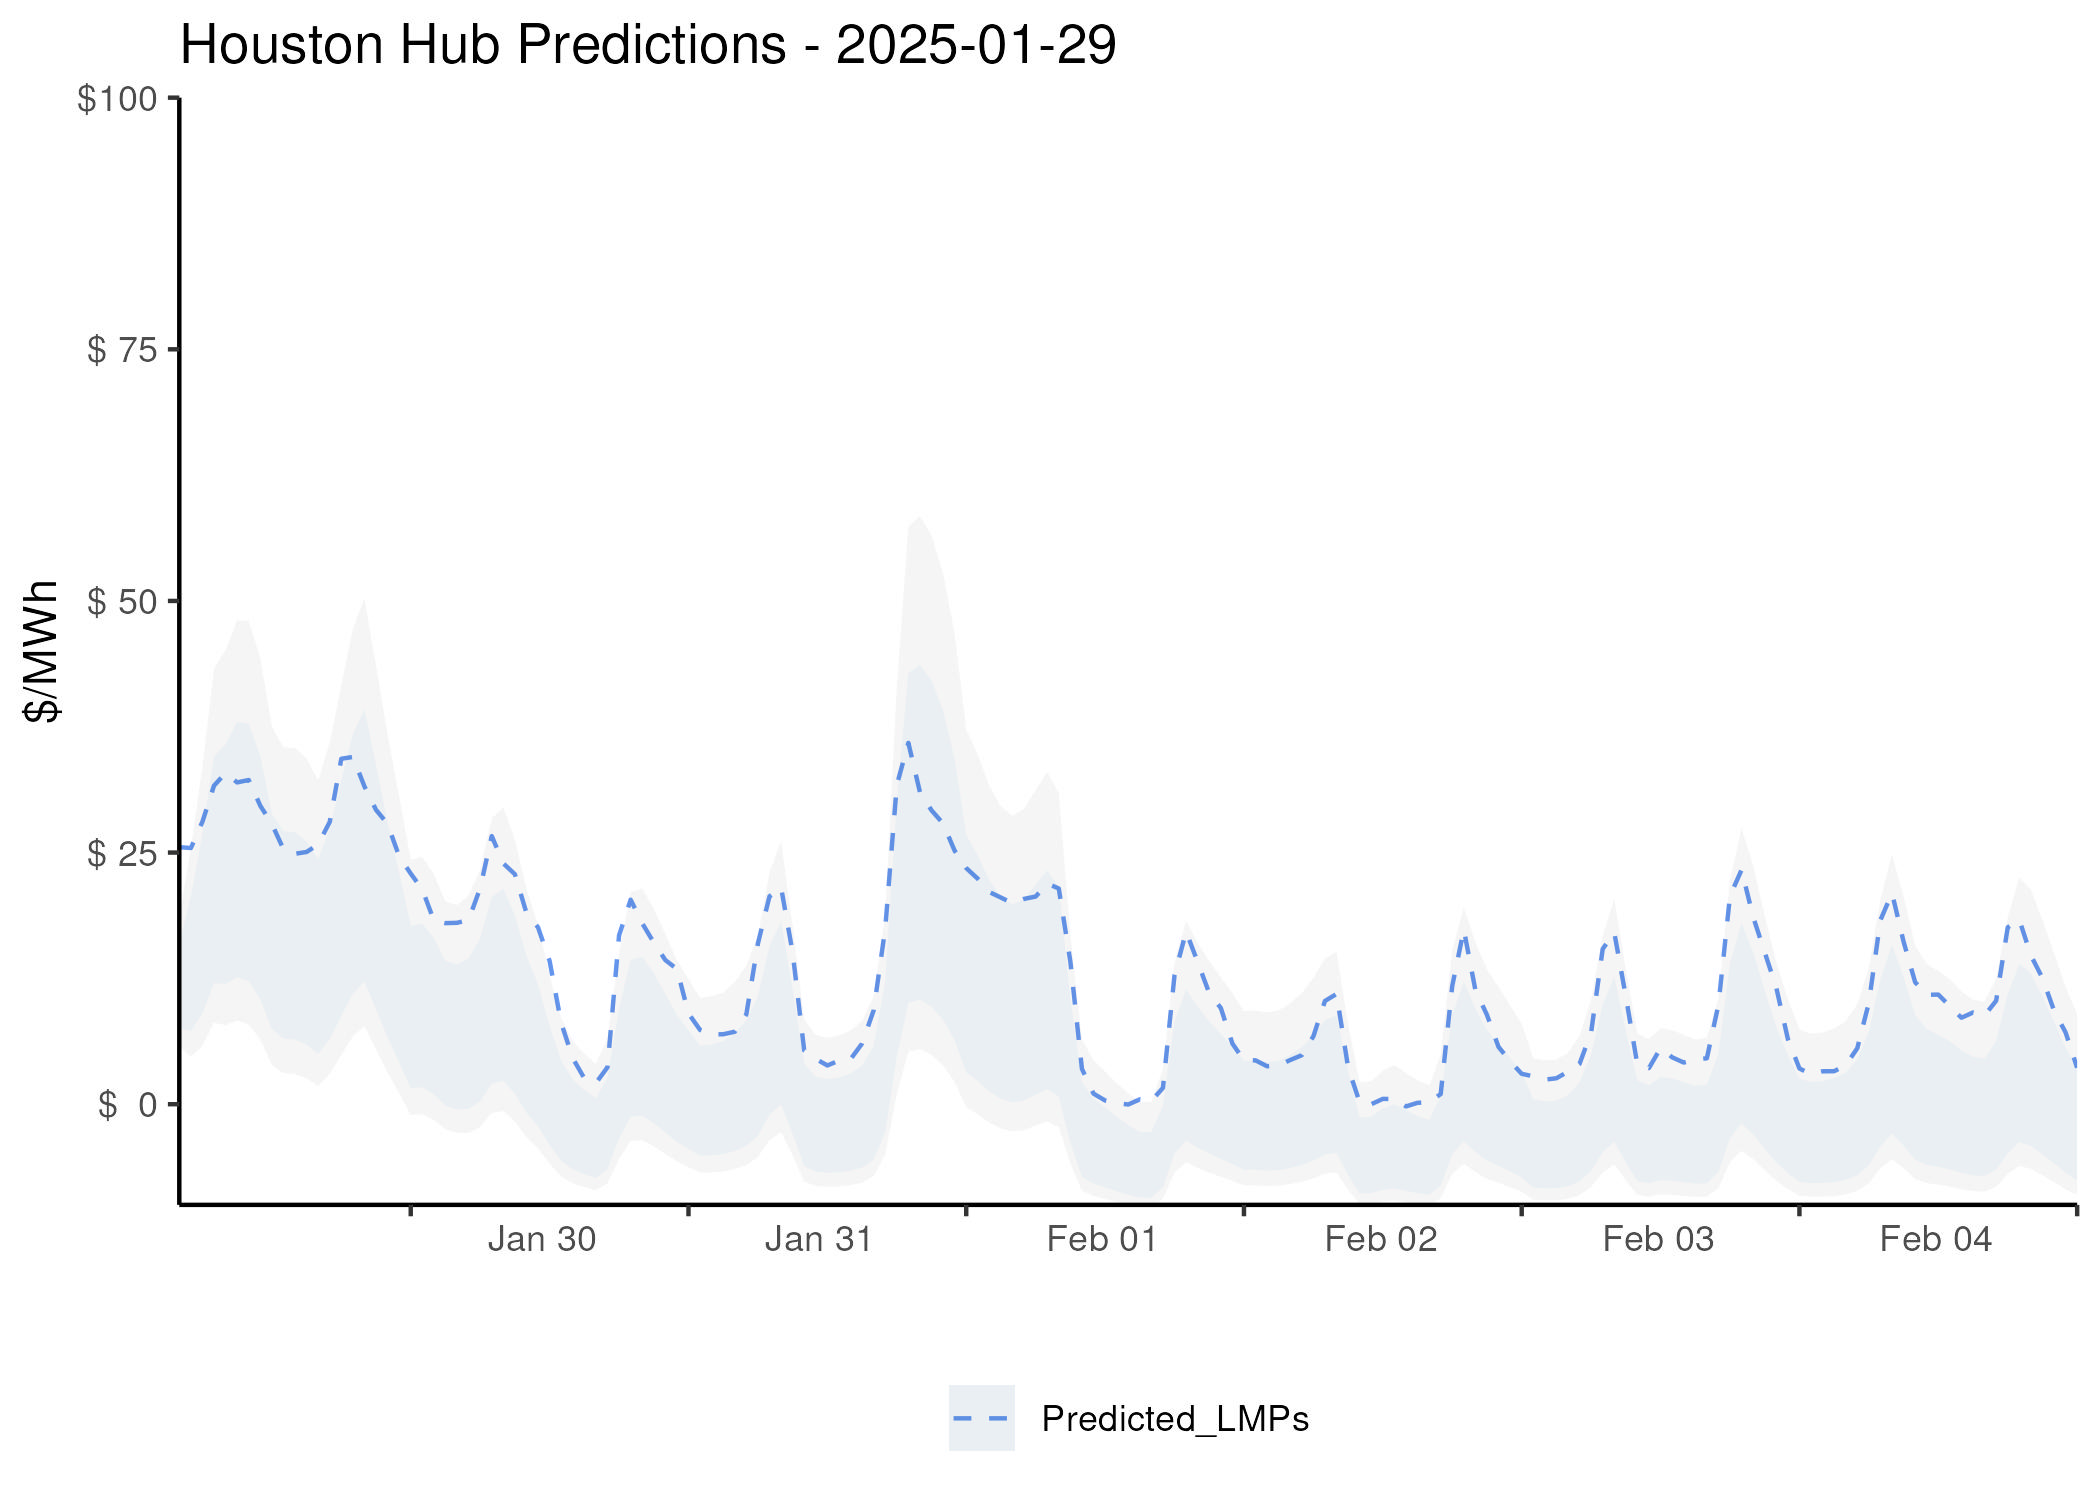 Houston Hub Predictions - 2025-01-29
$100
$ 75
$ 50
$ 25
$ 0
$/MWh
Jan 30 Jan 31 Feb 01 Feb 02 Feb 03 Feb 04
Predicted_LMPs